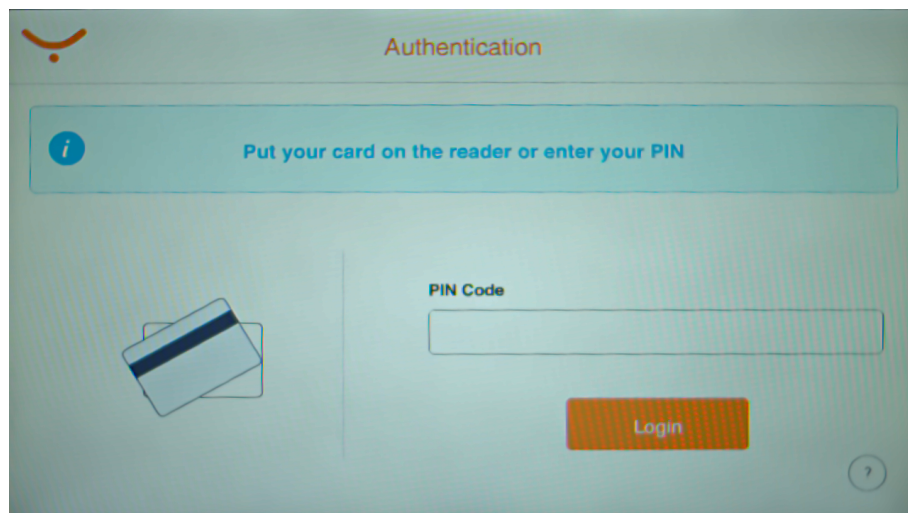 Authentication
i
Put your card on the reader or enter your PIN
PIN Code
Login
?